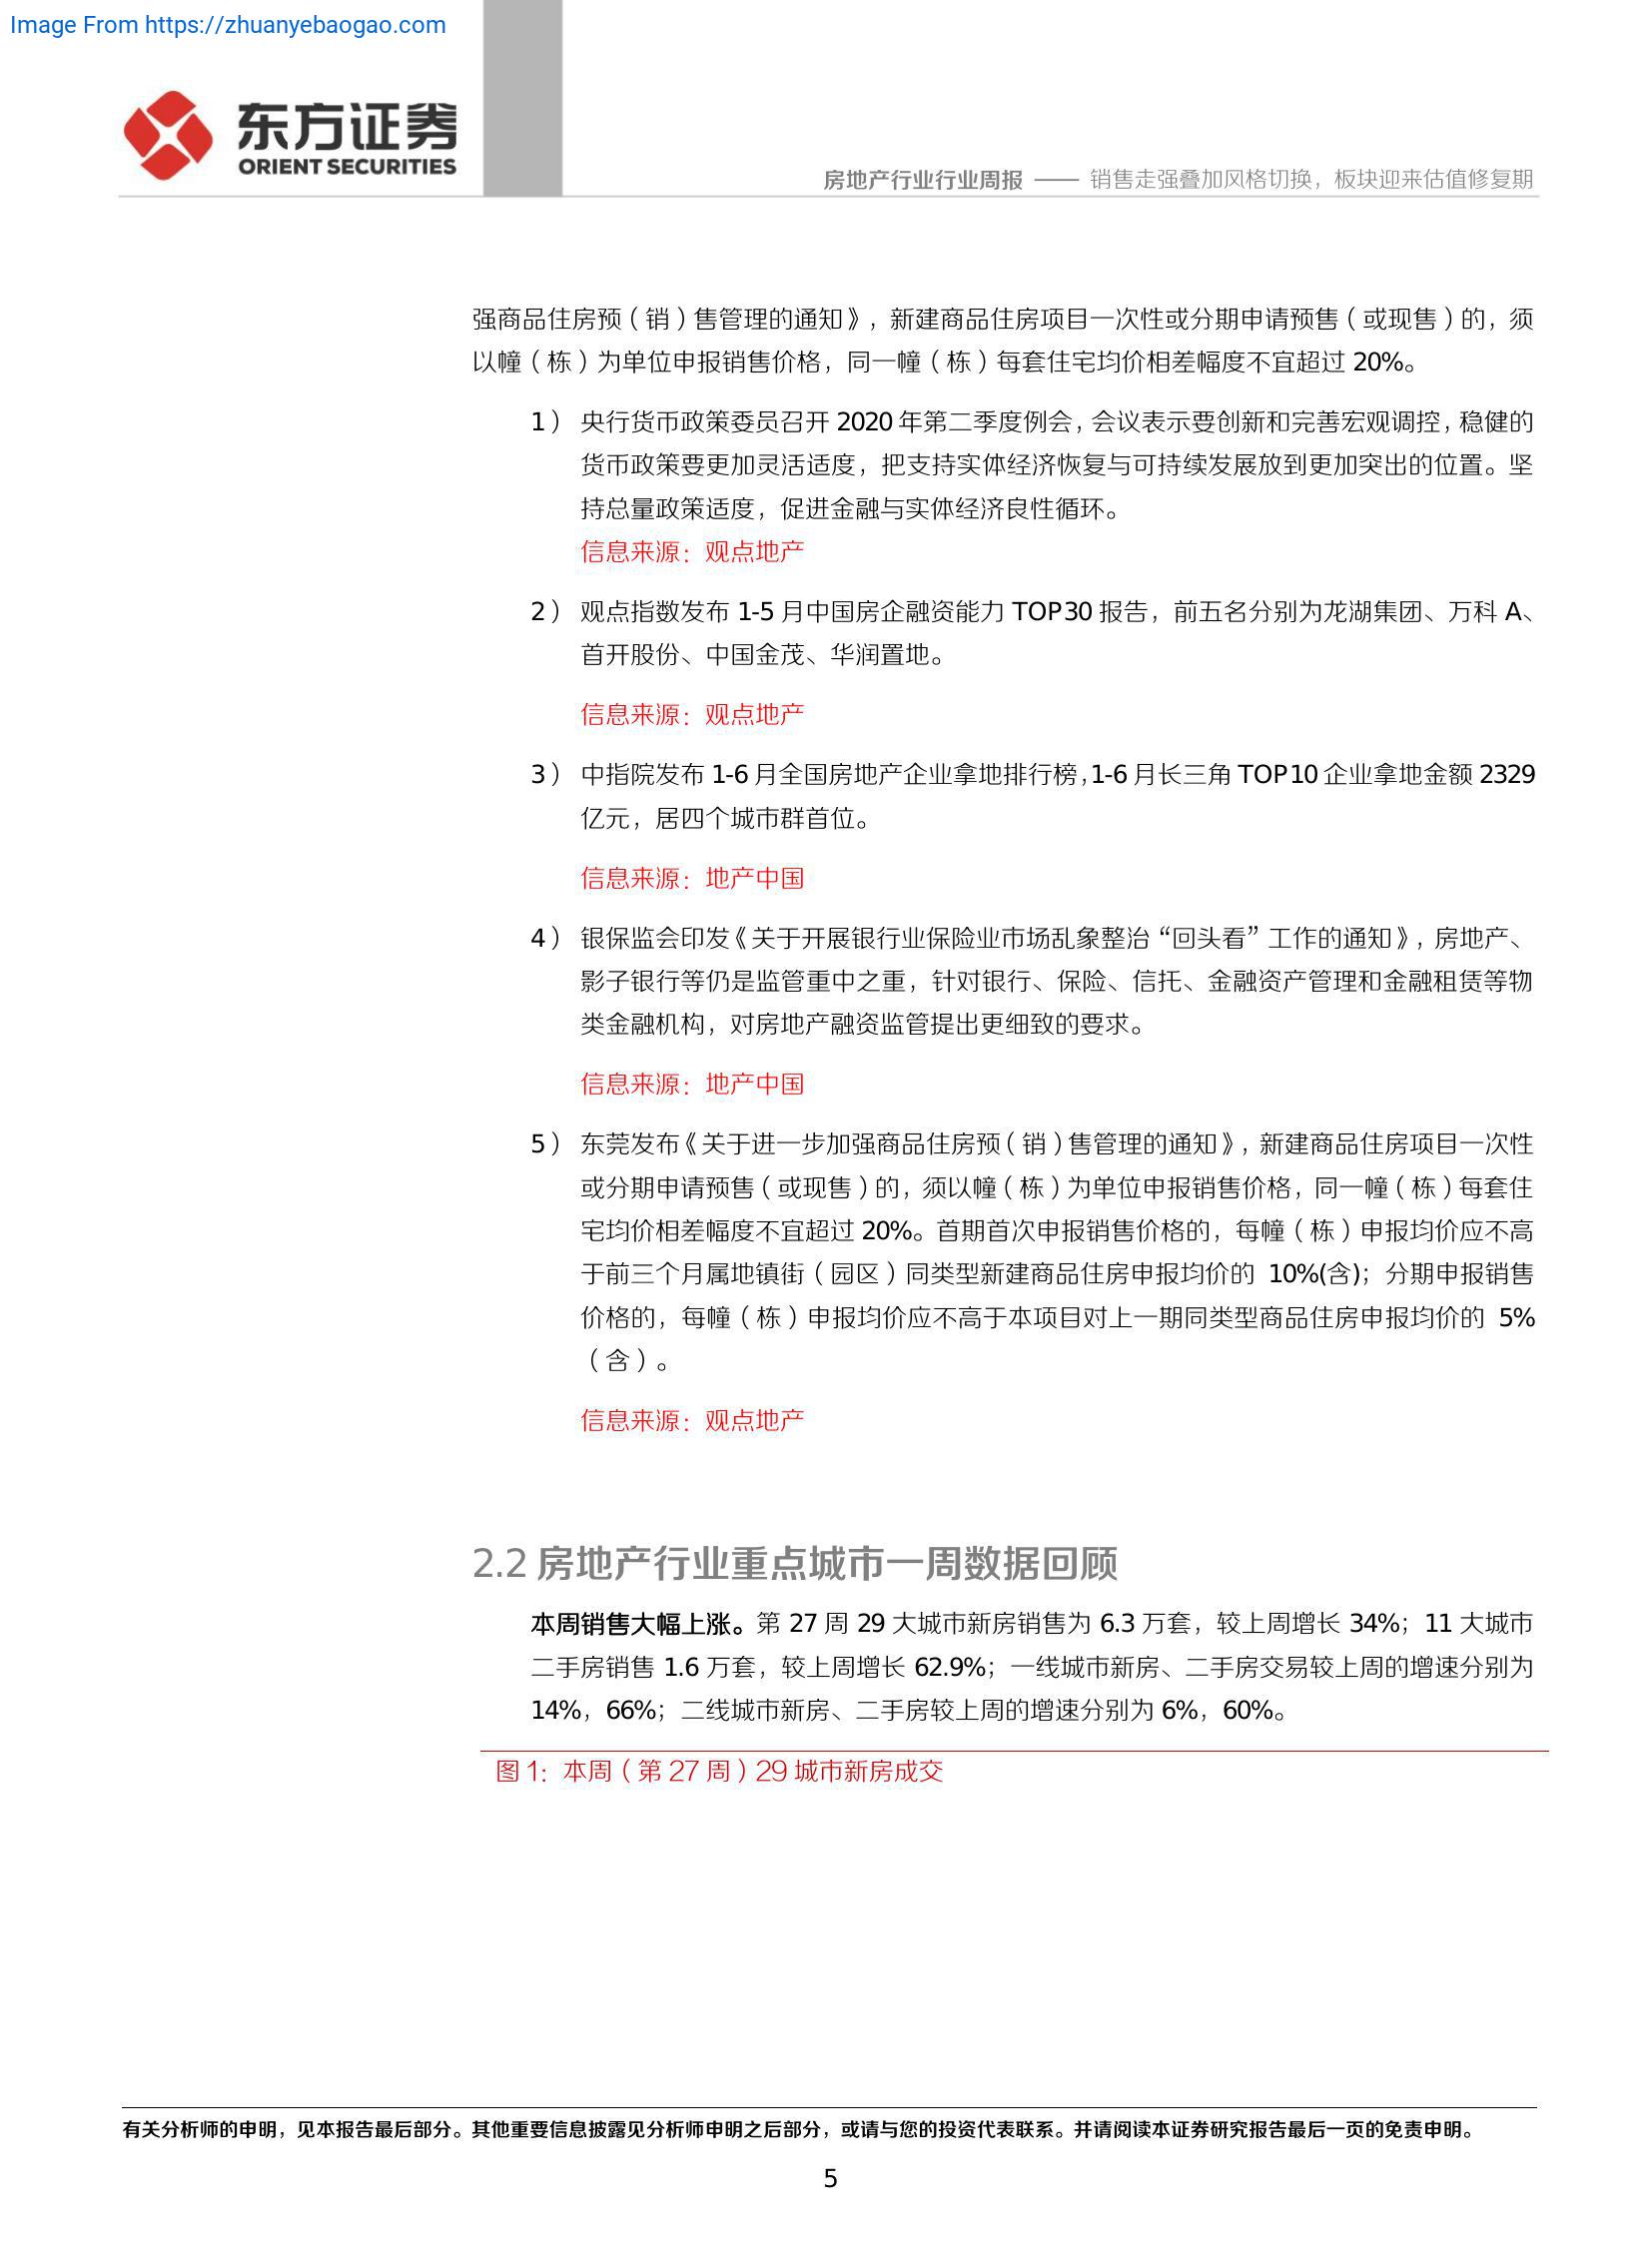 Image From https://zhuanyebaogao.com
东方证券
ORIENT SECURITIES
房地产行业行业周报 —— 销售走强叠加风格切换，板块迎来估值修复期
强商品住房预（销）售管理的通知》，新建商品住房项目一次性或分期申请预售（或现售）的，须
以幢（栋）为单位申报销售价格，同一幢（栋）每套住宅均价相差幅度不宜超过 20%。
1） 央行货币政策委员召开 2020 年第二季度例会，会议表示要创新和完善宏观调控，稳健的
货币政策要更加灵活适度，把支持实体经济恢复与可持续发展放到更加突出的位置。坚
持总量政策适度，促进金融与实体经济良性循环。
信息来源：观点地产
2） 观点指数发布 1-5 月中国房企融资能力 TOP30 报告，前五名分别为龙湖集团、万科 A、
首开股份、中国金茂、华润置地。
信息来源：观点地产
3） 中指院发布 1-6 月全国房地产企业拿地排行榜，1-6 月长三角 TOP10 企业拿地金额 2329
亿元，居四个城市群首位。
信息来源：地产中国
4） 银保监会印发《关于开展银行业保险业市场乱象整治“回头看”工作的通知》，房地产、
影子银行等仍是监管重中之重，针对银行、保险、信托、金融资产管理和金融租赁等物
类金融机构，对房地产融资监管提出更细致的要求。
信息来源：地产中国
5） 东莞发布《关于进一步加强商品住房预（销）售管理的通知》，新建商品住房项目一次性
或分期申请预售（或现售）的，须以幢（栋）为单位申报销售价格，同一幢（栋）每套住
宅均价相差幅度不宜超过 20%。首期首次申报销售价格的，每幢（栋）申报均价应不高
于前三个月属地镇街（园区）同类型新建商品住房申报均价的 10%(含)；分期申报销售
价格的，每幢（栋）申报均价应不高于本项目对上一期同类型商品住房申报均价的 5%
（含）。
信息来源：观点地产
2.2 房地产行业重点城市一周数据回顾
本周销售大幅上涨。第 27 周 29 大城市新房销售为 6.3 万套，较上周增长 34%；11 大城市
二手房销售 1.6 万套，较上周增长 62.9%；一线城市新房、二手房交易较上周的增速分别为
14%，66%；二线城市新房、二手房较上周的增速分别为 6%，60%。
图 1：本周（第 27 周）29 城市新房成交
有关分析师的申明，见本报告最后部分。其他重要信息披露见分析师申明之后部分，或请与您的投资代表联系。并请阅读本证券研究报告最后一页的免责申明。
5